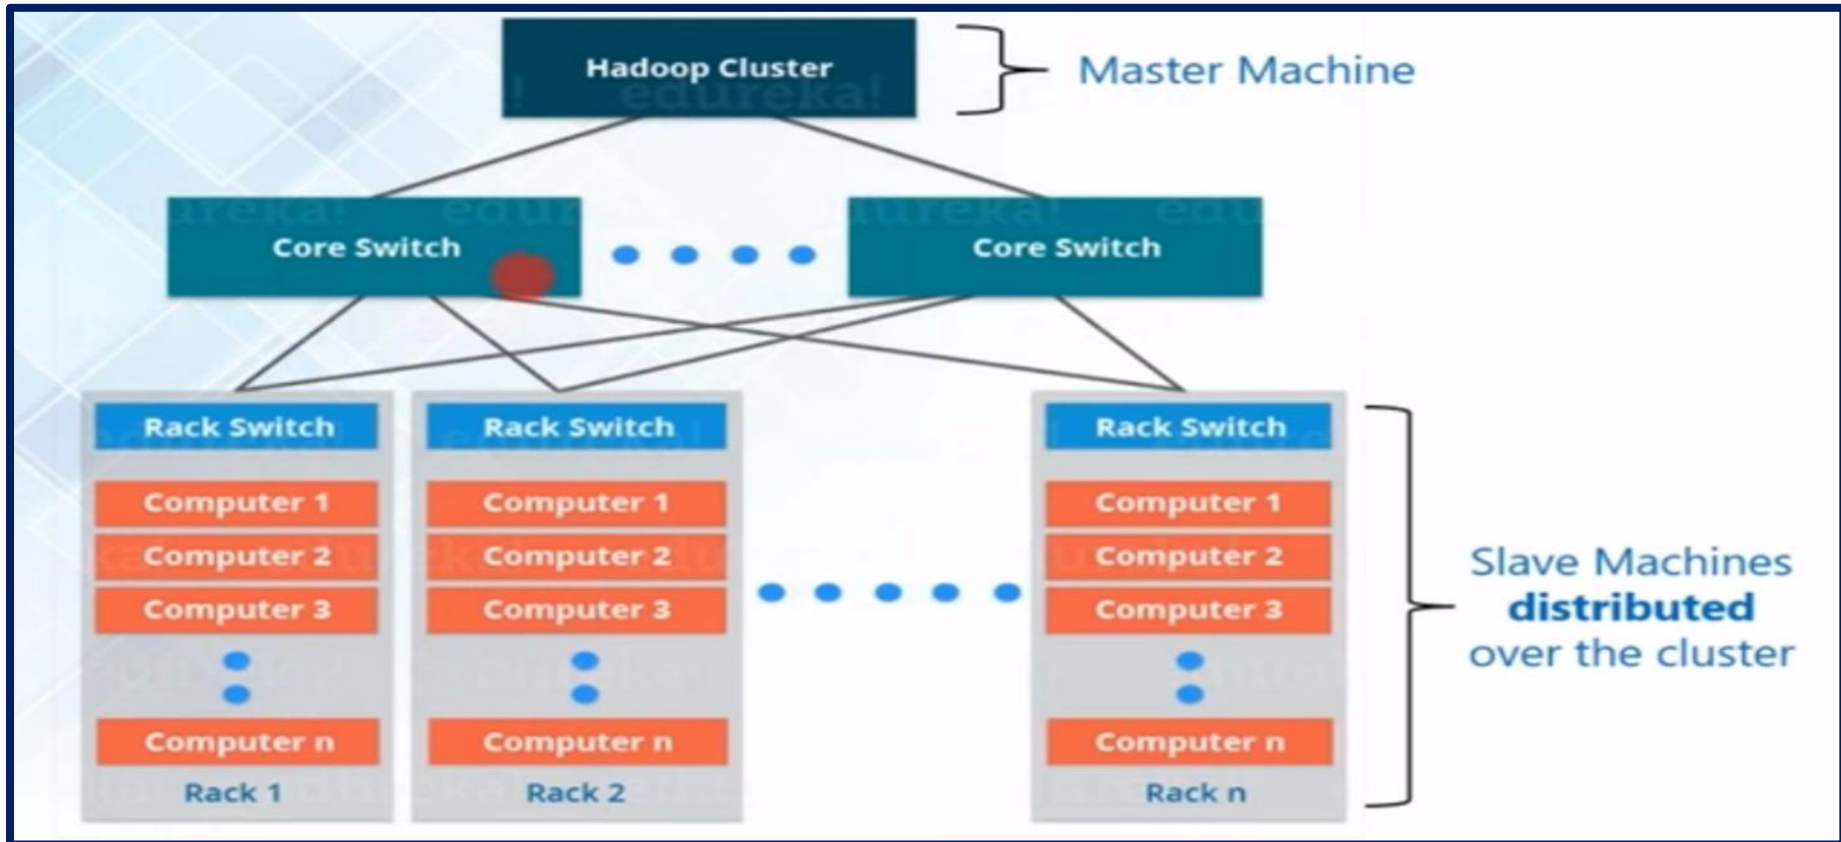 Hadoop Cluster
edureka!
Master Machine
Core Switch
Core Switch
Rack Switch
Rack Switch
Rack Switch
Computer 1
Computer 1
Computer 1
Computer 2
Computer 2
Computer 2
Computer 3
Computer 3
Computer 3
Computer n
Computer n
Computer n
Rack 1
Rack 2
Rack n
Slave Machines
distributed
over the cluster